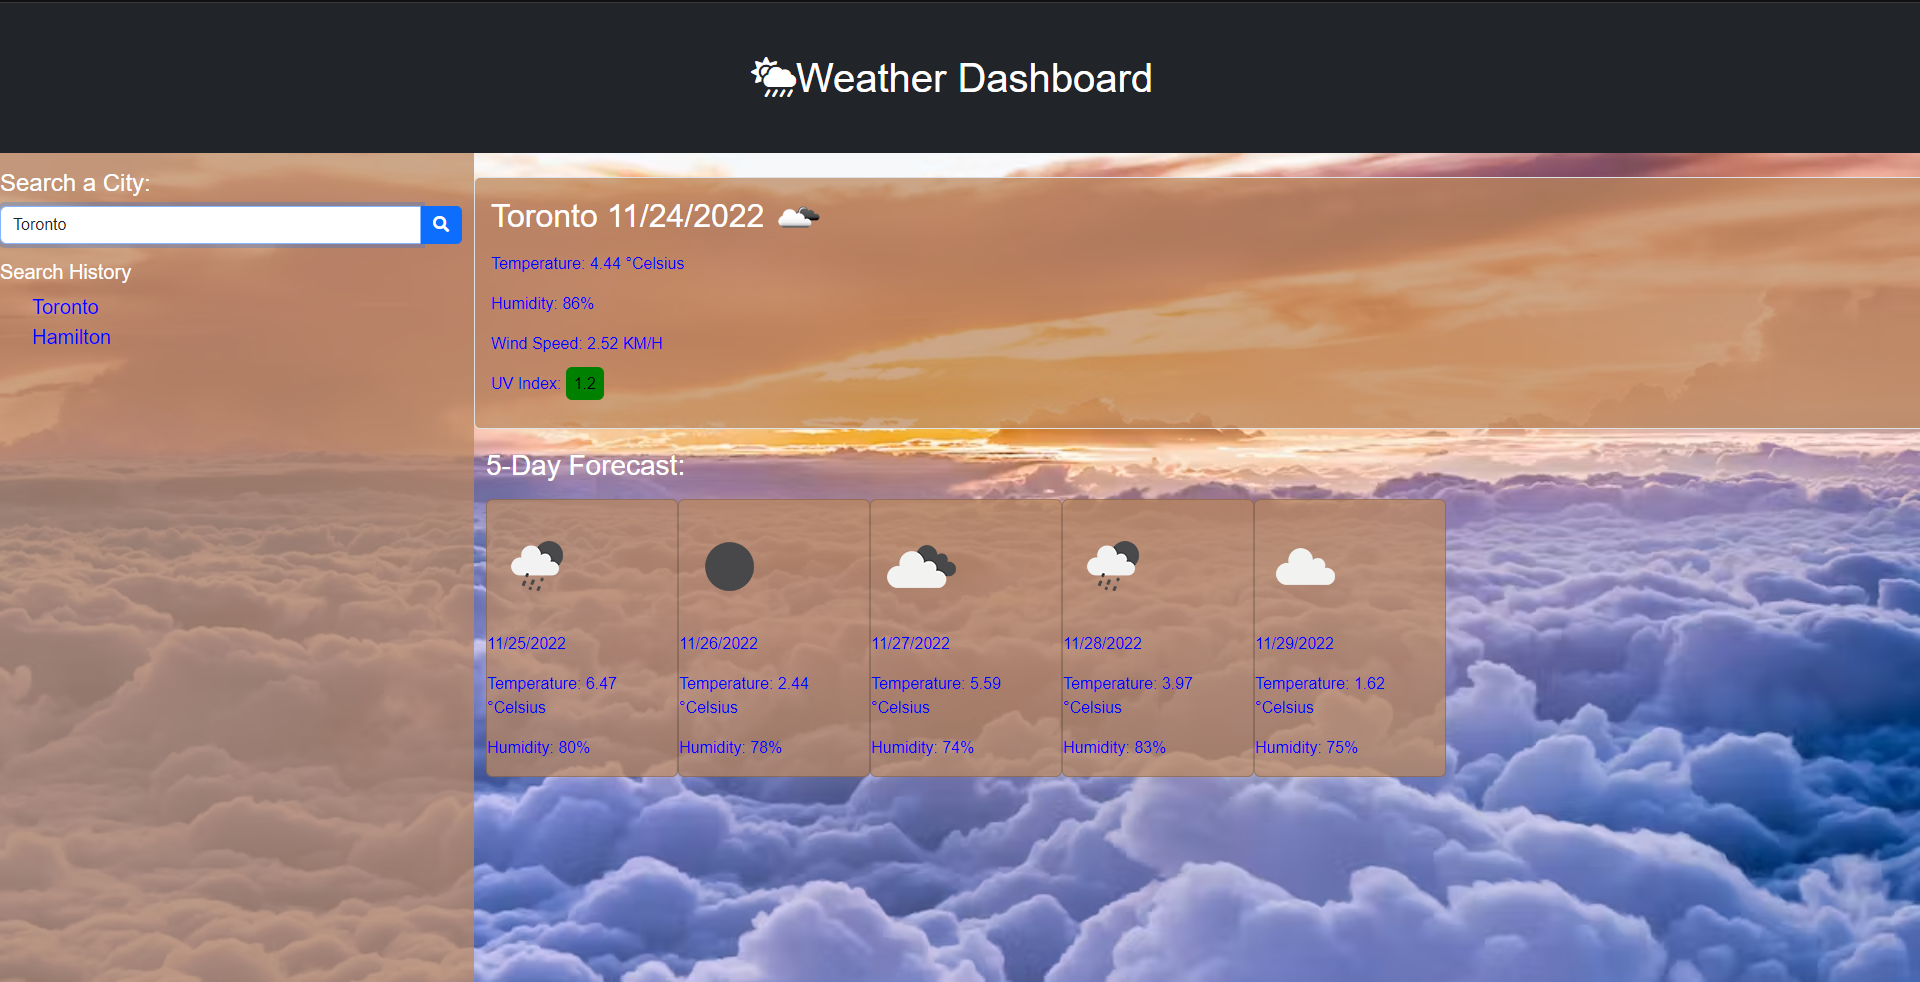 Weather Dashboard
Search a City:
Toronto
Search History
Toronto
Hamilton
Toronto 11/24/2022
Temperature: 4.44 °Celsius
Humidity: 86%
Wind Speed: 2.52 KM/H
UV Index: 1.2
5-Day Forecast:
11/25/2022
Temperature: 6.47
°Celsius
Humidity: 80%
11/26/2022
Temperature: 2.44
°Celsius
Humidity: 78%
11/27/2022
Temperature: 5.59
°Celsius
Humidity: 74%
11/28/2022
Temperature: 3.97
°Celsius
Humidity: 83%
11/29/2022
Temperature: 1.62
°Celsius
Humidity: 75%